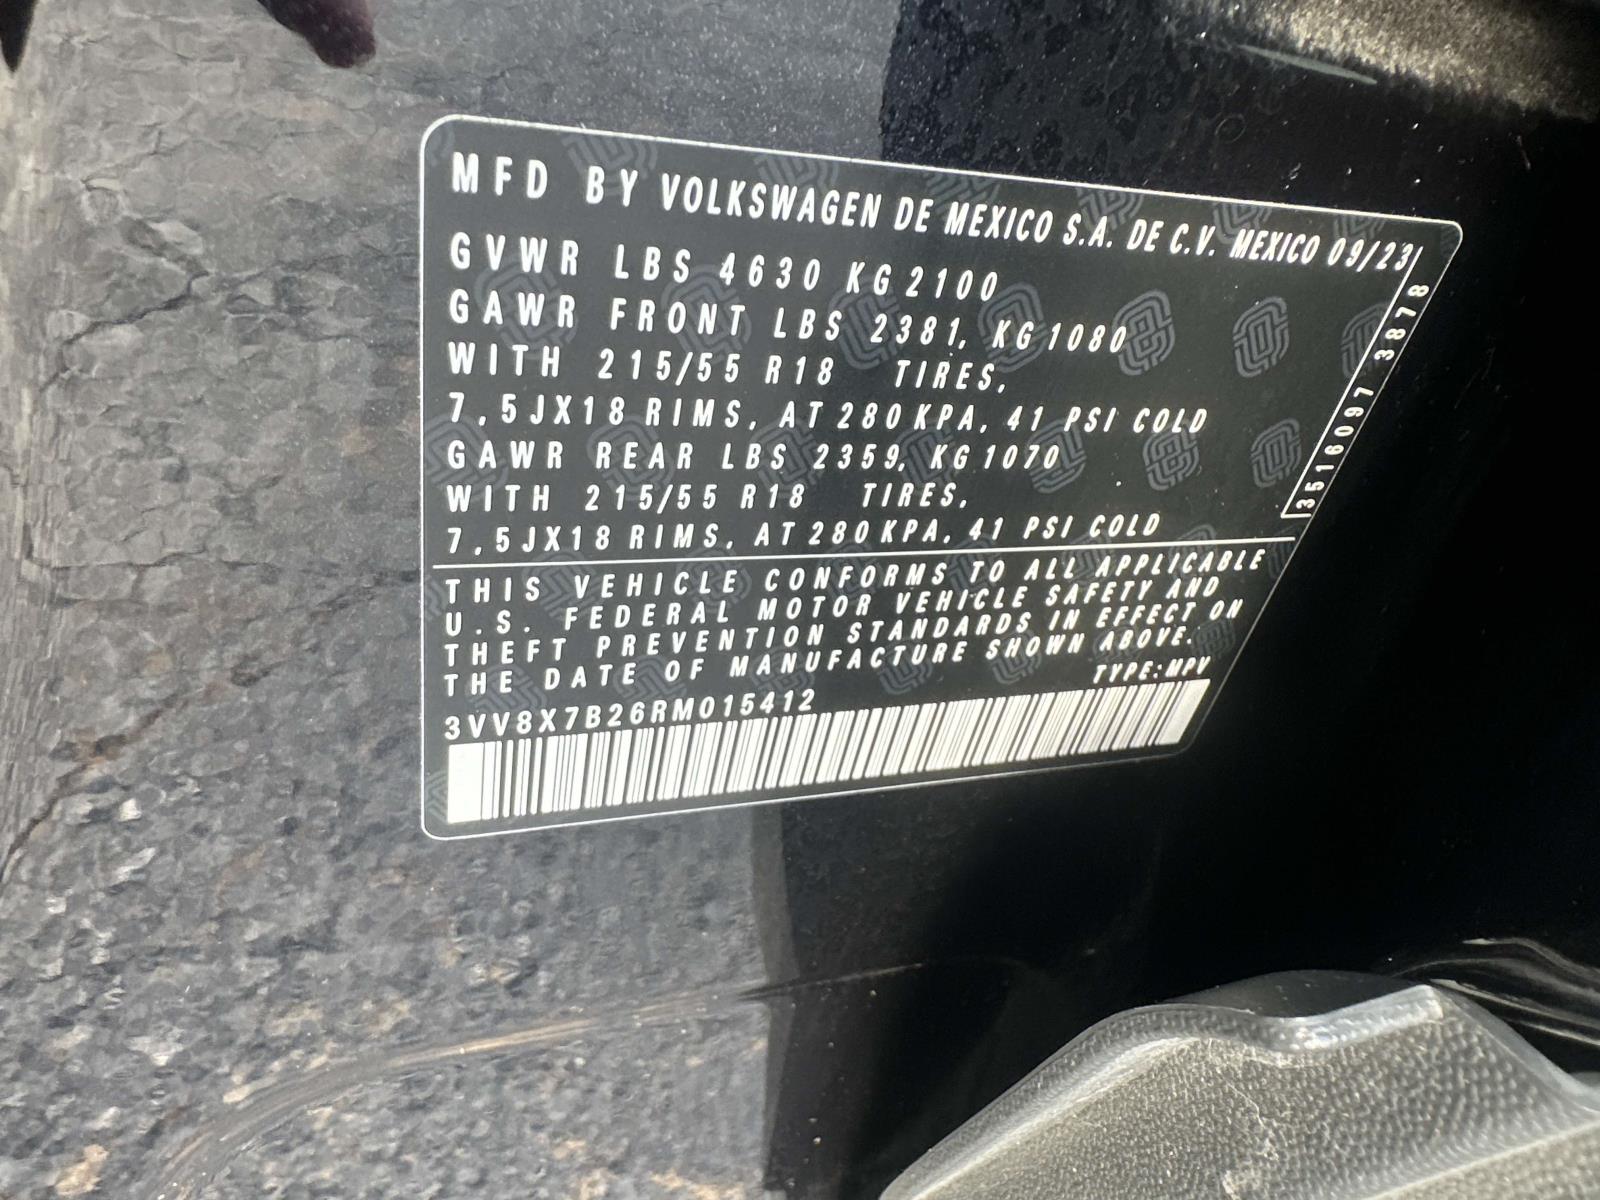 MFD BY VOLKSWAGEN DE MEXICO S.A. DE C.V. MEXICO 09/23
GVWR LBS 4630 KG 2100
GAWR FRONT LBS 2381, KG 1080
WITH 215/55 R18 TIRES,
7,5JX18 RIMS, AT 280 KPA, 41 PSI COLD
GAWR REAR LBS 2359, KG 1070
WITH 215/55 R18 TIRES,
7,5JX18 RIMS, AT 280 KPA, 41 PSI COLD
3516097 3878
THIS VEHICLE CONFORMS TO ALL APPLICABLE
U.S. FEDERAL MOTOR VEHICLE SAFETY AND
THEFT PREVENTION STANDARDS IN EFFECT ON
THE DATE OF MANUFACTURE SHOWN ABOVE.
TYPE:MPV
3VV8X7B26RM015412